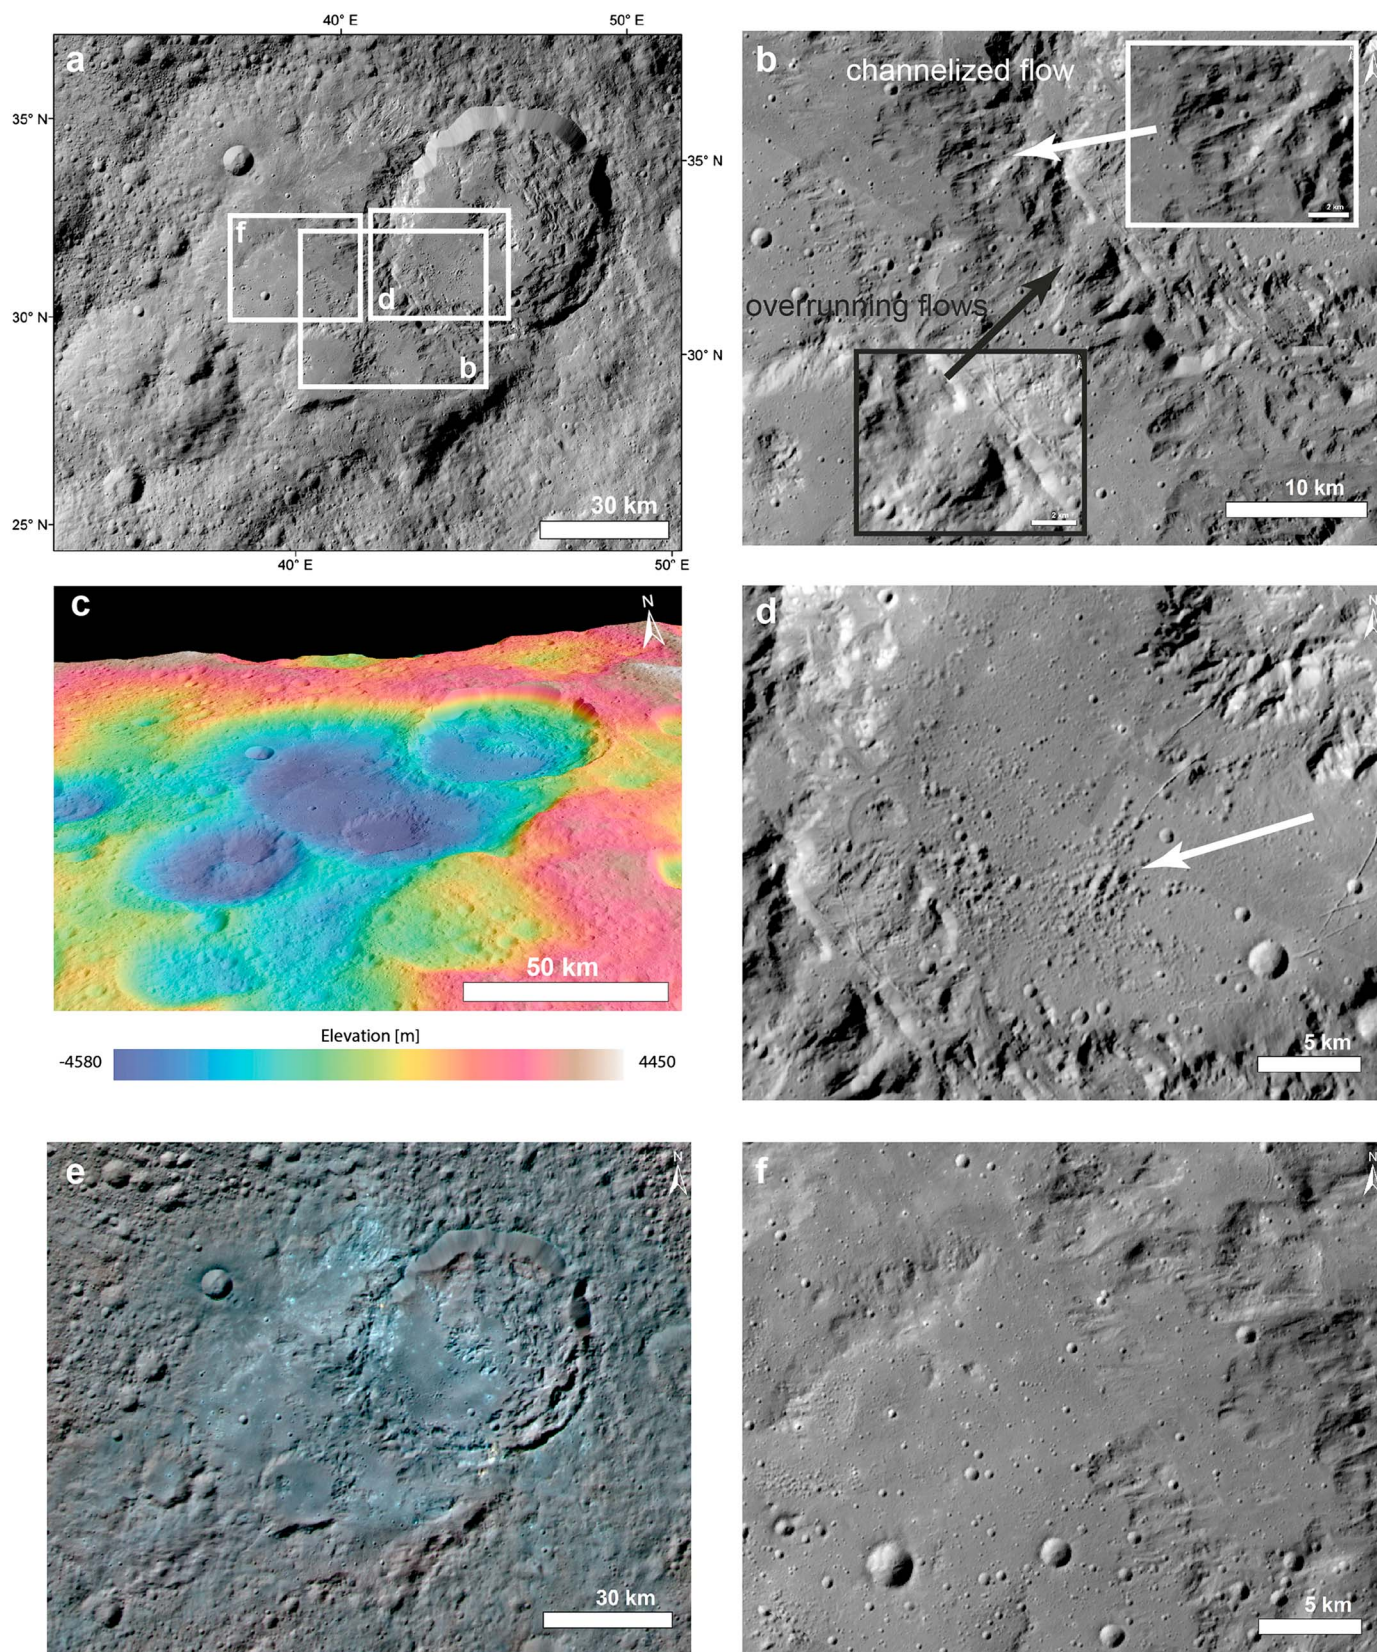 40° E
50° E
a
35° N
35° N
f
d
30° N
b
30° N
30 km
25° N
40° E
50° E
b
channelized flow
2 km
overrunning flows
2 km
10 km
c
N
50 km
Elevation [m]
-4580
4450
d
N
5 km
e
N
30 km
f
N
5 km